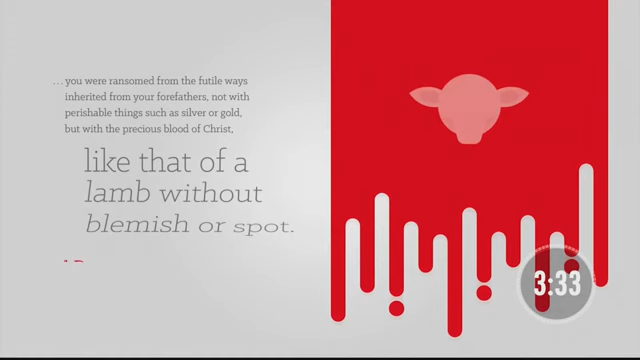 ...you were ransomed from the futile ways
inherited from your forefathers, not with
perishable things such as silver or gold,
but with the precious blood of Christ,
like that of a
lamb without
blemish or spot.
3:33